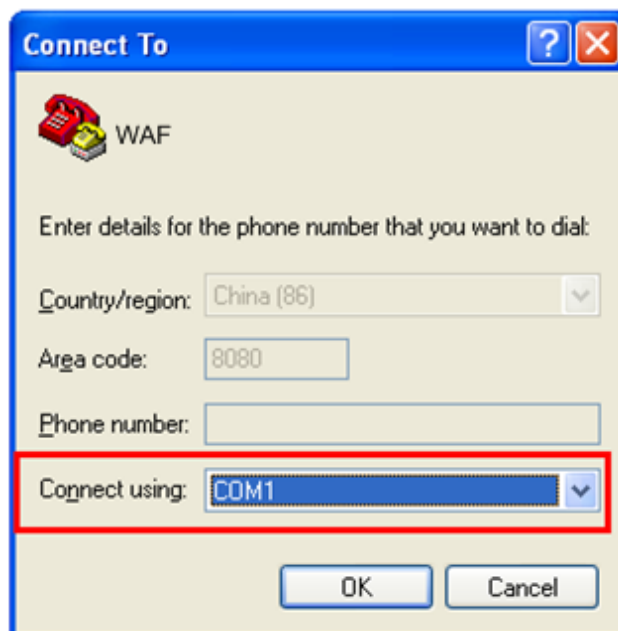 Connect To
WAF
Enter details for the phone number that you want to dial:
Country/region: China (86)
Area code: 8080
Phone number:
Connect using: COM1
OK Cancel